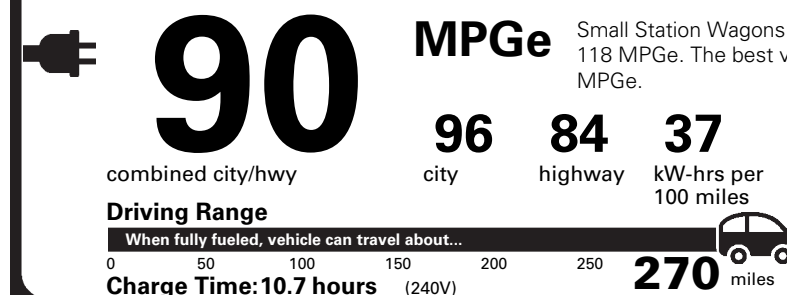 90
MPGe
Small Station Wagons
118 MPGe. The best
MPGe.
combined city/hwy
96
city
84
highway
37
kW-hrs per
100 miles
Driving Range
When fully fueled, vehicle can travel about...
0 50 100 150 200 250 270 miles
Charge Time: 10.7 hours (240V)